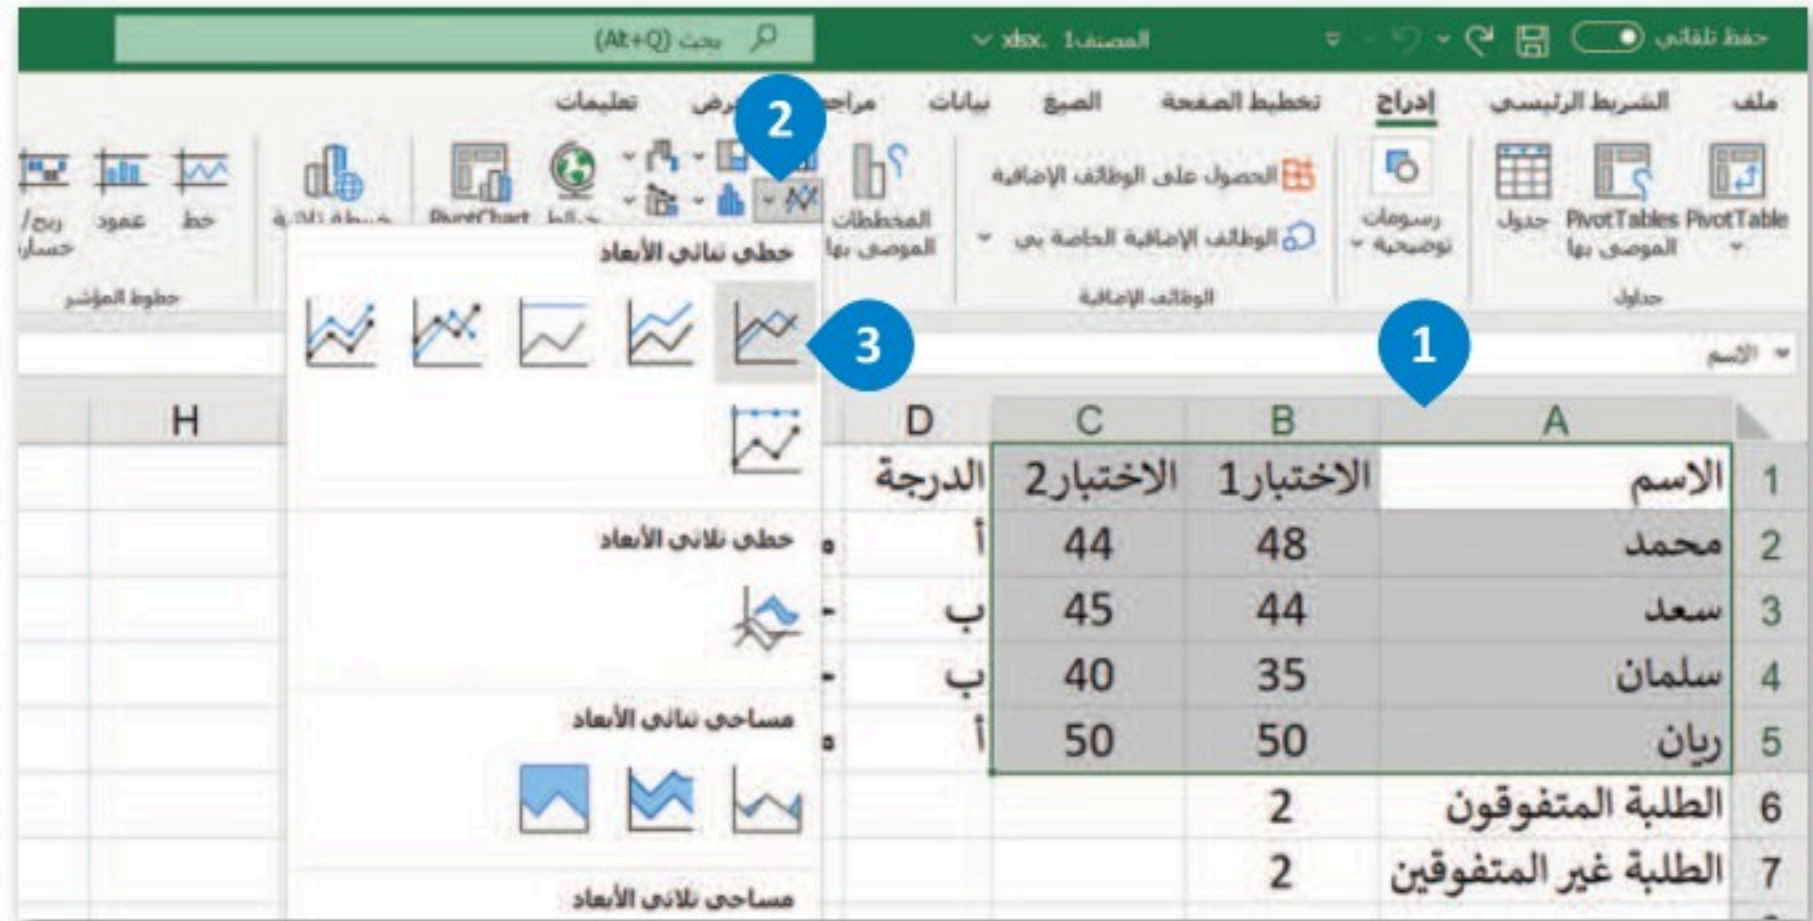 حفظ تلقائي
المصنف1 .xlsx
بحث (Alt+Q)
ملف الشريط الرئيسي إدراج تخطيط الصفحة الصيغ بيانات مراجع عرض تعليمات
2
PivotTable
PivotTables الموصى بها
جدول
جداول
رسومات توضيحية
الحصول على الوظائف الإضافية
الوظائف الإضافية الخاصة بي
الوظائف الإضافية
المخططات الموصى بها
PivotChart
خط
عمود
ربح/
خسار
خطوط المؤشر
خطي ثنائي الأبعاد
3
1
الاسم
خطي ثلاثي الأبعاد
مساحي ثنائي الأبعاد
مساحي ثلاثي الأبعاد
A B C D H
1 الاسم الاختبار1 الاختبار2 الدرجة
2 محمد 48 44 أ
3 سعد 44 45 ب
4 سلمان 35 40 ب
5 ريان 50 50 أ
6 الطلبة المتفوقون 2
7 الطلبة غير المتفوقين 2